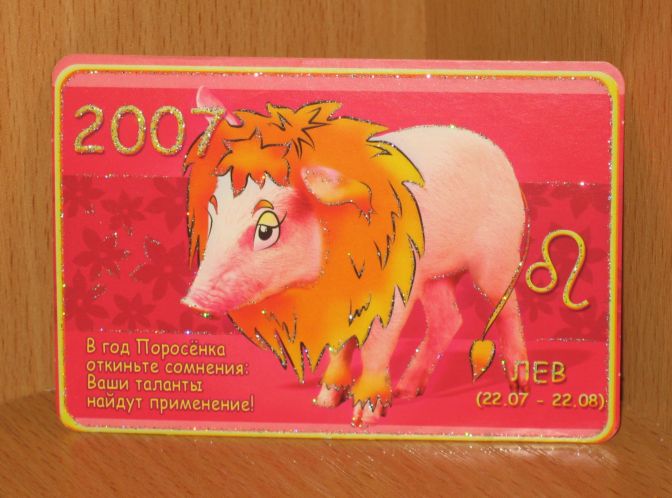 2007
В год Поросёнка
откиньте сомнения:
Ваши таланты
найдут применение!
ЛЕВ
(22.07 - 22.08)